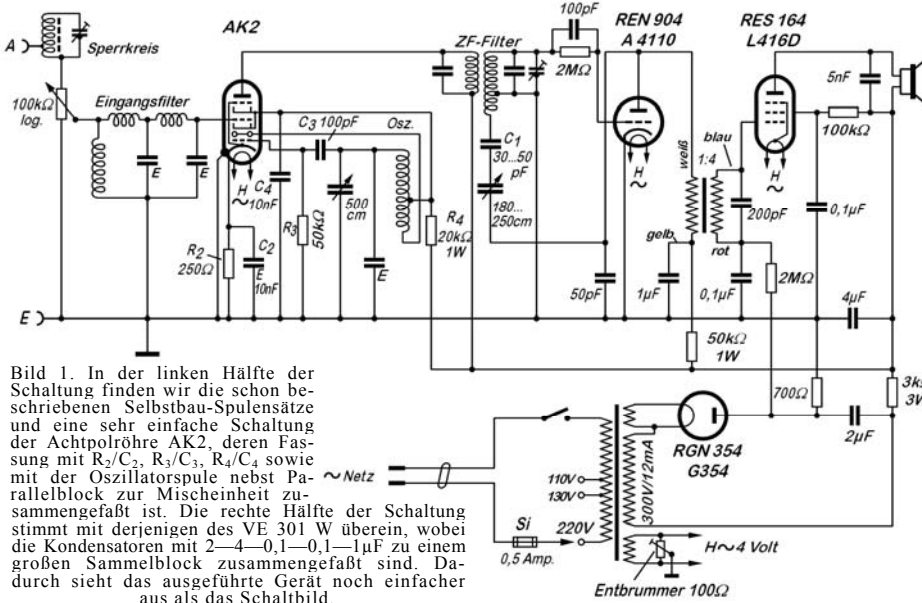 AK2
100pF
REN 904
A 4110
RES 164
L416D
A
Sperrkreis
ZF-Filter
2MΩ
5nF
100kΩ
log.
Eingangsfilter
C3 100pF
Osz.
C1
30...50
pF
180...
250cm
weiß
blau
1:4
100kΩ
E
E
H
~
C4
10nF
R3
50kΩ
500
cm
R4
20kΩ
1W
H
~
H
~
200pF
0,1µF
gelb
rot
R2
250Ω
C2
E
10nF
E
50pF
1µF
0,1µF
2MΩ
4µF
E
50kΩ
1W
700Ω
3k
3W
2µF
Bild 1. In der linken Hälfte der
Schaltung finden wir die schon be-
schriebenen Selbstbau-Spulensätze
und eine sehr einfache Schaltung
der Achtpolröhre AK2, deren Fas-
sung mit R2/C2, R3/C3, R4/C4 sowie
mit der Oszillatorspule nebst Pa-
rallelblock zur Mischeinheit zu-
sammengefaßt ist. Die rechte Hälfte der Schaltung
stimmt mit derjenigen des VE 301 W überein, wobei
die Kondensatoren mit 2—4—0,1—0,1—1µF zu einem
großen Sammelblock zusammengefaßt sind. Da-
durch sieht das ausgeführte Gerät noch einfacher
aus als das Schaltbild
~ Netz
110V
130V
220V
Si
0,5 Amp.
300V/12mA
RGN 354
G354
H~4 Volt
Entbrummer 100Ω